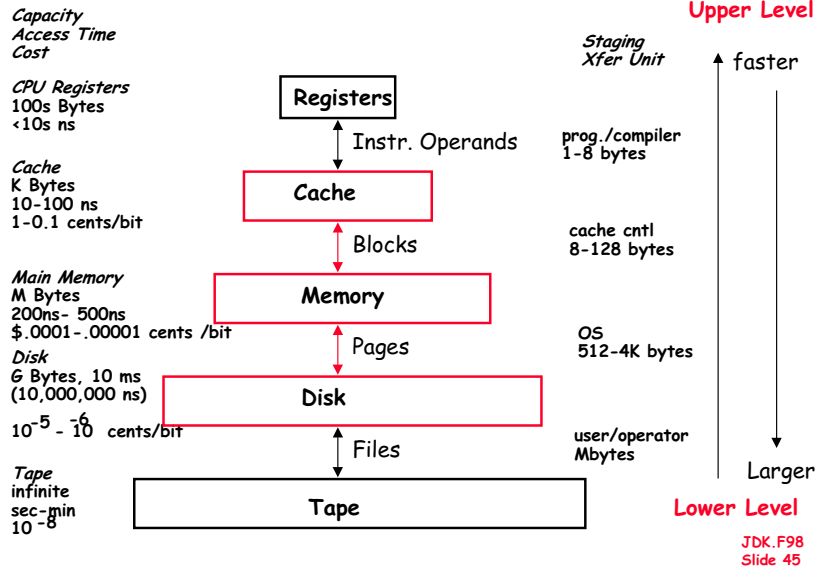 Upper Level
Capacity
Access Time
Cost
Staging
Xfer Unit
faster
CPU Registers
100s Bytes
<10s ns
Registers
Instr. Operands
prog./compiler
1-8 bytes
Cache
K Bytes
10-100 ns
1-0.1 cents/bit
Cache
Blocks
cache cntl
8-128 bytes
Main Memory
M Bytes
200ns- 500ns
$.0001-.00001 cents /bit
Memory
Pages
OS
512-4K bytes
Disk
G Bytes, 10 ms
(10,000,000 ns)
10-5 - 10-6 cents/bit
Disk
Files
user/operator
Mbytes
Larger
Tape
infinite
sec-min
10-8
Tape
Lower Level
JDK.F98
Slide 45